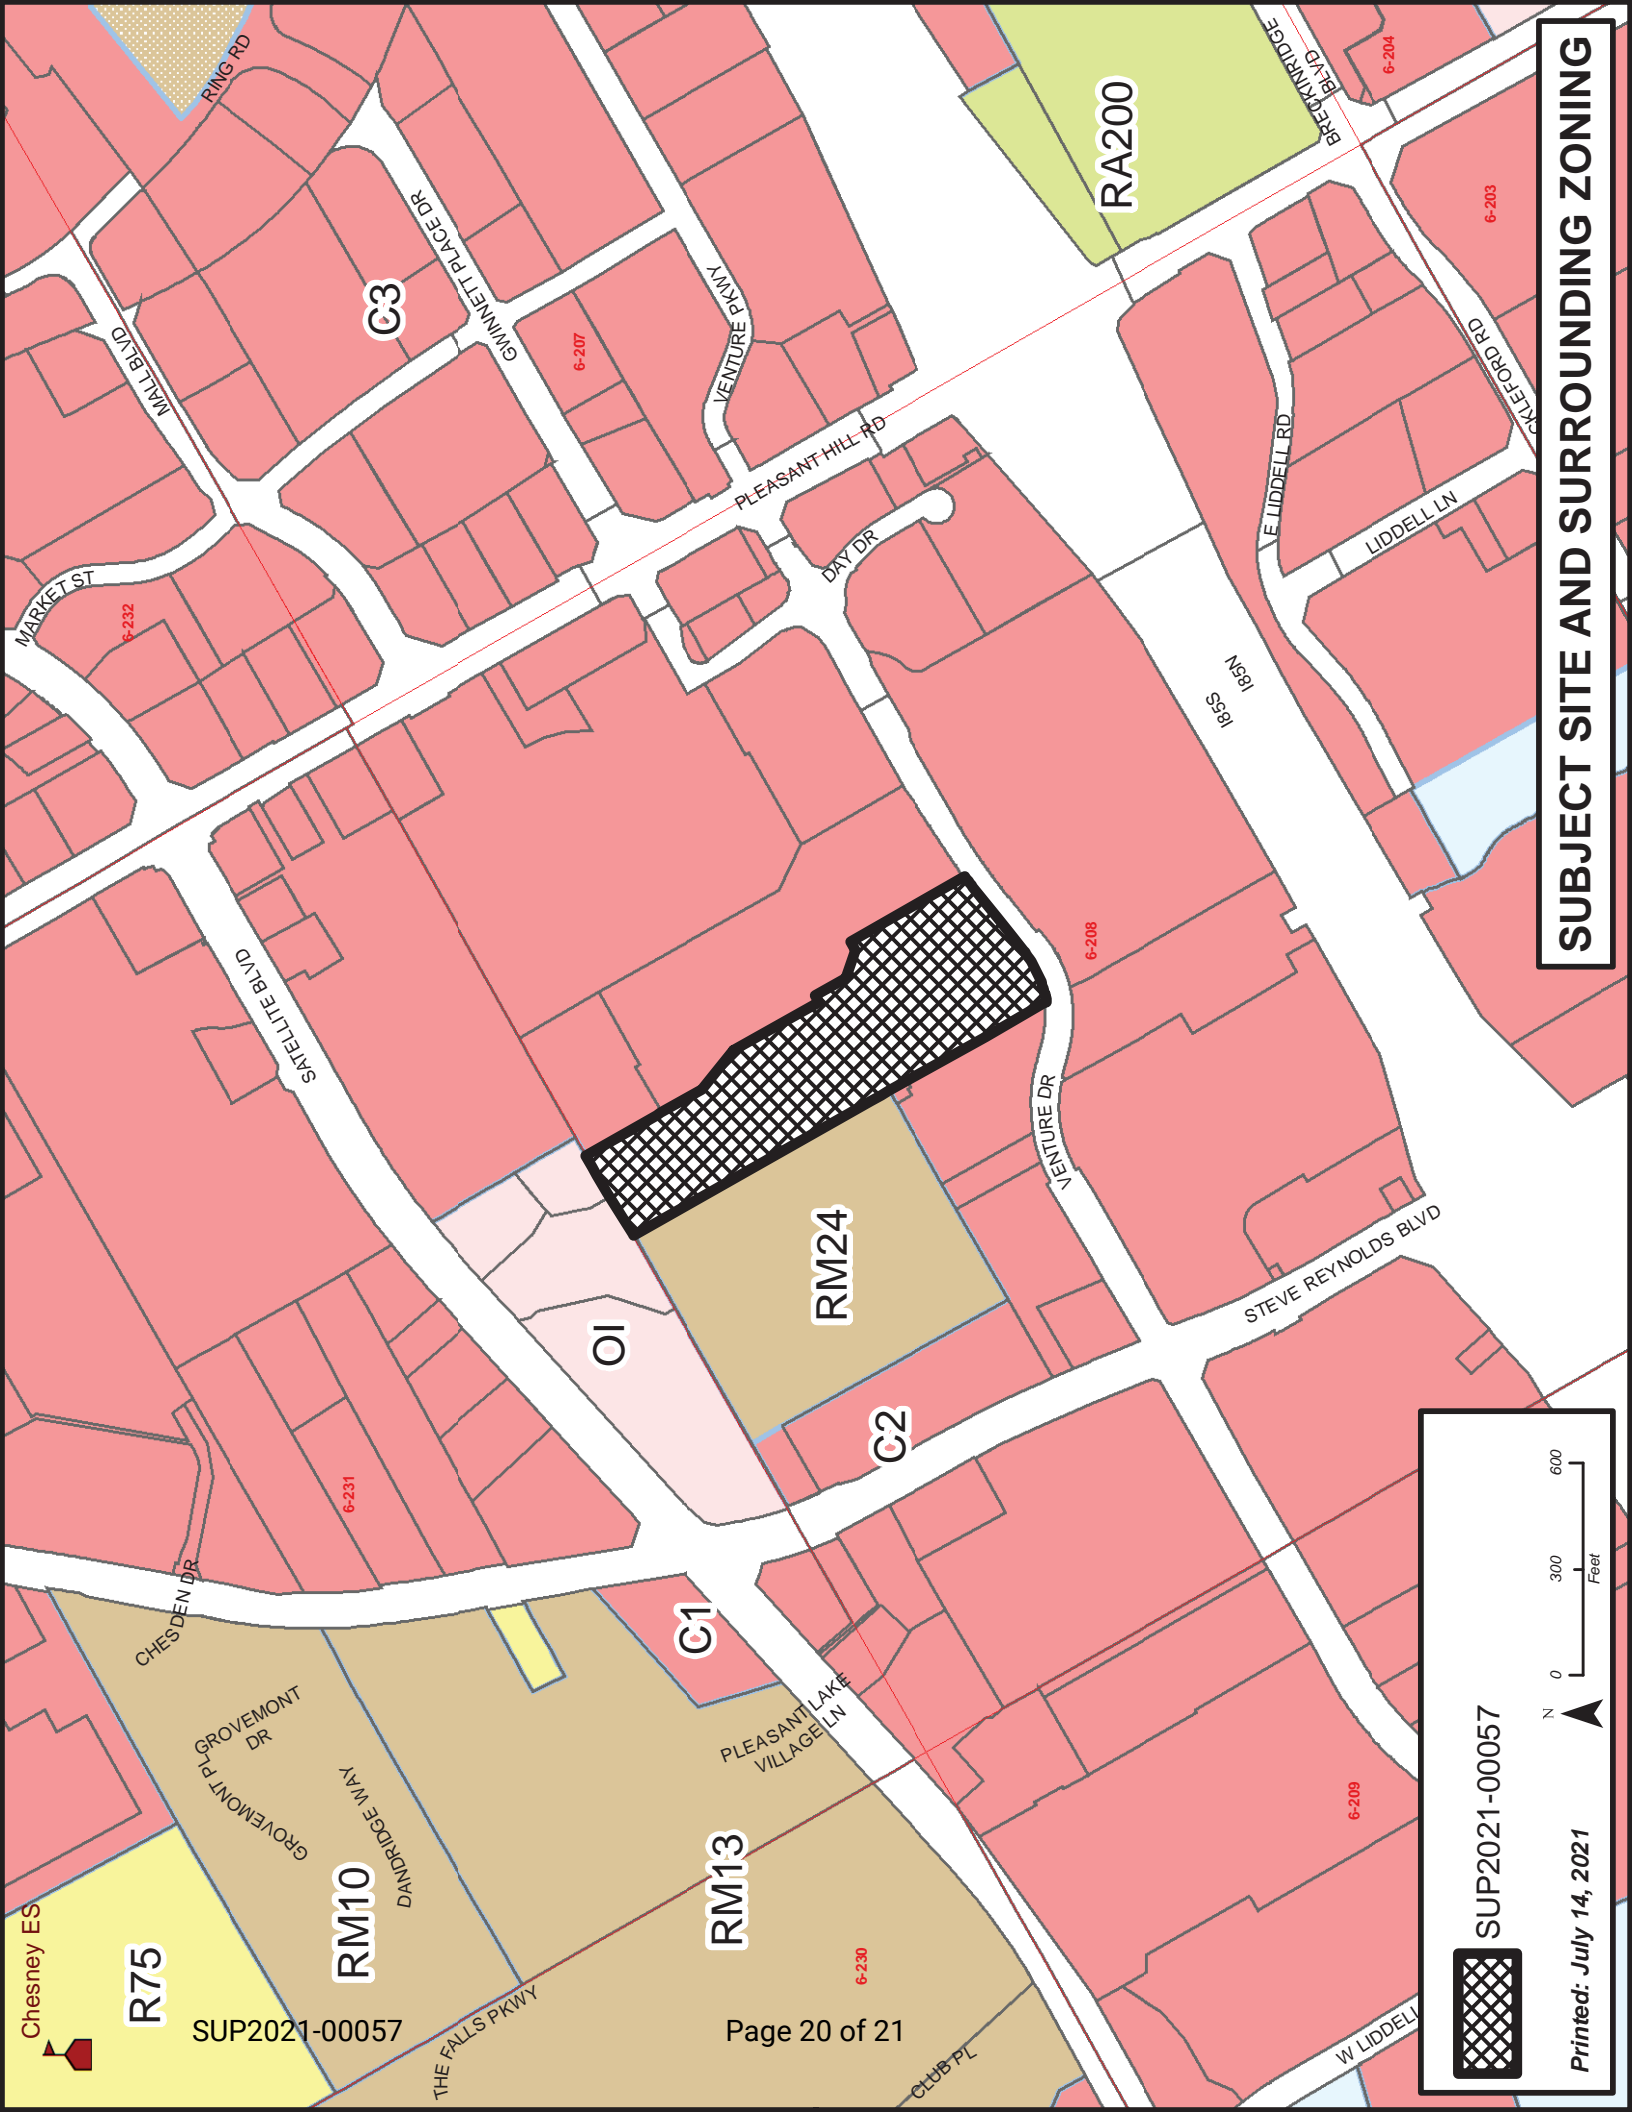 RING RD
MALL BLVD
C3
GWINNETT PLACE DR
6-207
VENTURE PKWY
RA200
BRECKINRIDGE
BLVD
6-204
6-203
MARKET ST
6-232
PLEASANT HILL RD
DAY DR
E LIDDELL RD
LIDDELL LN
CKLEFORD RD
I85S
I85N
SATELLITE BLVD
6-208
VENTURE DR
STEVE REYNOLDS BLVD
OI
RM24
C2
6-231
CHESDEN DR
C1
GROVEMONT
DR
GROVEMONT PL
DANDRIDGE WAY
PLEASANT LAKE
VILLAGE LN
RM13
RM10
R75
Chesney ES
THE FALLS PKWY
6-230
CLUB PL
6-209
W LIDDELL
SUBJECT SITE AND SURROUNDING ZONING
SUP2021-00057
0 300 600
Feet
N
Printed: July 14, 2021
SUP2021-00057
Page 20 of 21